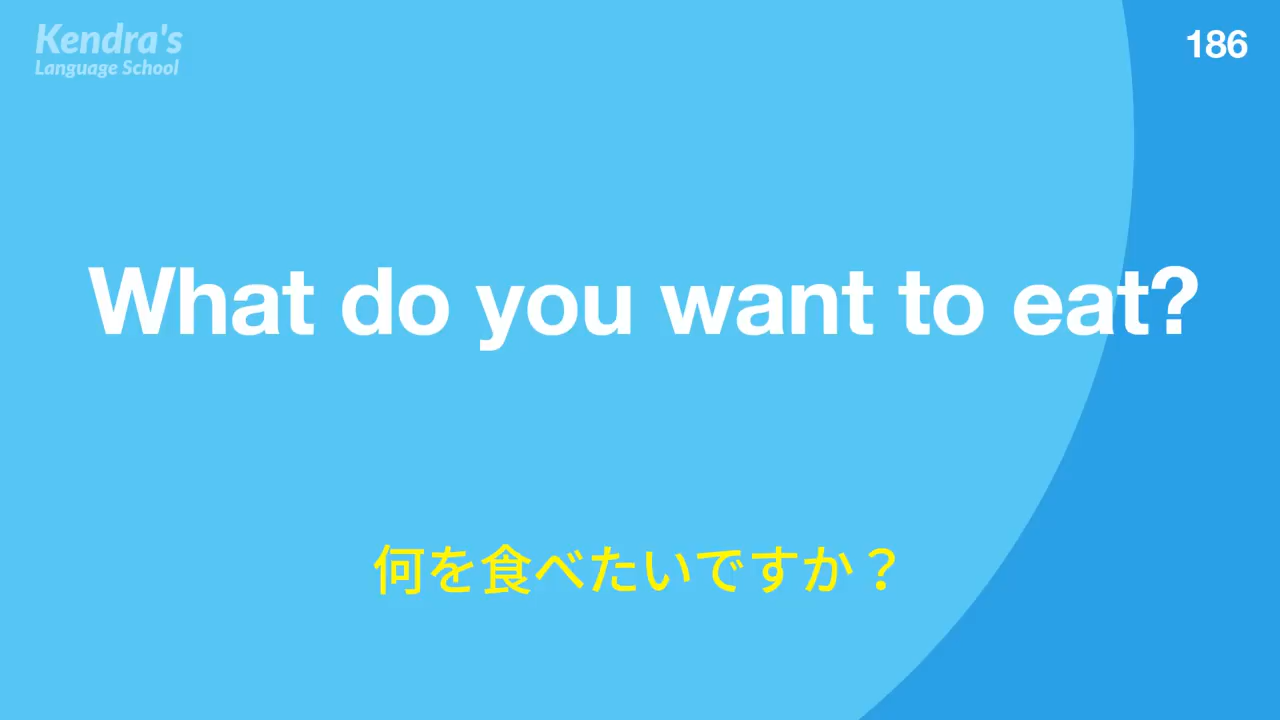 Kendra's
Language School
186
What do you want to eat?
何を食べたいですか？